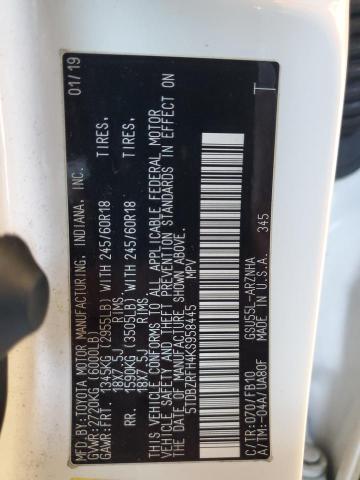 MFD.BY:TOYOTA MOTOR MANUFACTURING, INDIANA, INC. 01/19
GVWR:2720KG(6000LB)
GAWR:FRT. 1345KG (2955LB) WITH 245/60R18 TIRES,
18X7.5J RIMS,
RR. 1590KG (3505LB) WITH 245/60R18 TIRES,
18X7.5J RIMS.
THIS VEHICLE CONFORMS TO ALL APPLICABLE FEDERAL MOTOR
VEHICLE SAFETY AND THEFT PREVENTION STANDARDS IN EFFECT
ON THE DATE OF MANUFACTURE SHOWN ABOVE.
5TDBZRFH4KS958445 MPV
C/TR:070/FB10 GSU55L-ARZNHA
A/TM:-04A/UA80F MADE IN U.S.A. 345 T